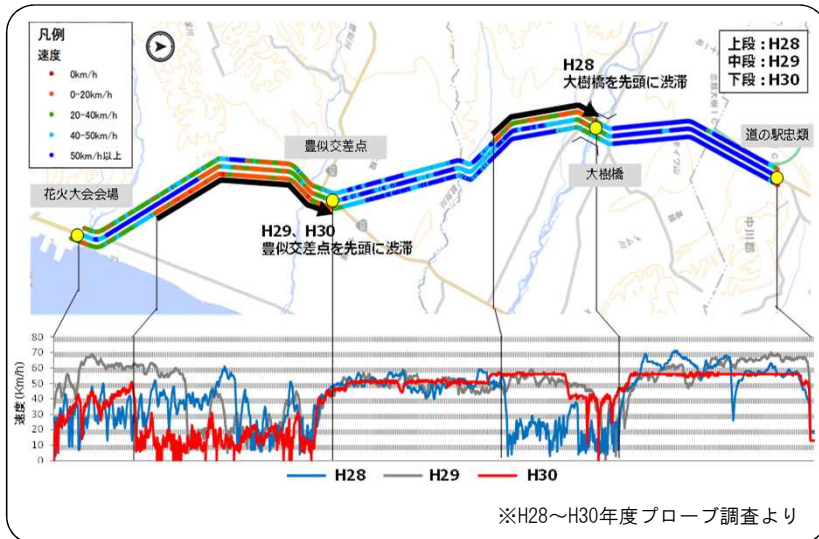 凡例
速度
0km/h
0-20km/h
20-40km/h
40-50km/h
50km/h以上
上段：H28
中段：H29
下段：H30
H28
大樹橋を先頭に渋滞
豊似交差点
道の駅忠類
花火大会会場
大樹橋
H29、H30
豊似交差点を先頭に渋滞
中川郡
速度(Km/h)
80
70
60
50
40
30
20
10
0
H28
H29
H30
※H28～H30年度プローブ調査より